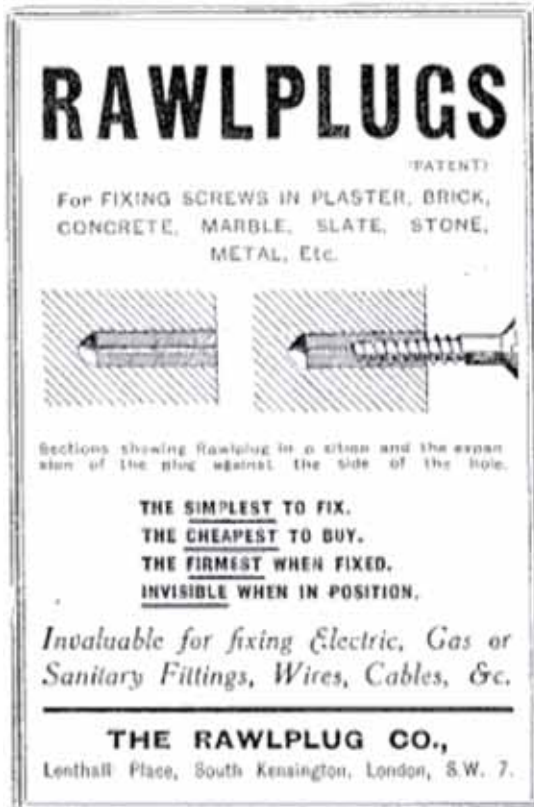 RAWLPLUGS
(PATENT)
For FIXING SCREWS IN PLASTER, BRICK,
CONCRETE, MARBLE, SLATE, STONE,
METAL, Etc.
Sections showing Rawlplug in position and the expan
sion of the plug against the side of the hole.
THE SIMPLEST TO FIX.
THE CHEAPEST TO BUY.
THE FIRMEST WHEN FIXED.
INVISIBLE WHEN IN POSITION.
Invaluable for fixing Electric, Gas or
Sanitary Fittings, Wires, Cables, &c.
THE RAWLPLUG CO.,
Lenthall Place, South Kensington, London, S.W. 7.